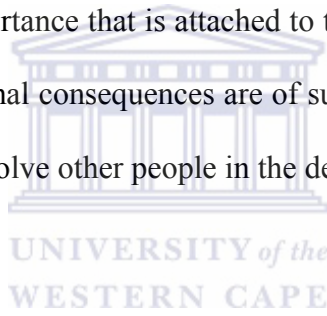 rtance that is attached to t
nal consequences are of su
olve other people in the de
UNIVERSITY of the
WESTERN CAPE